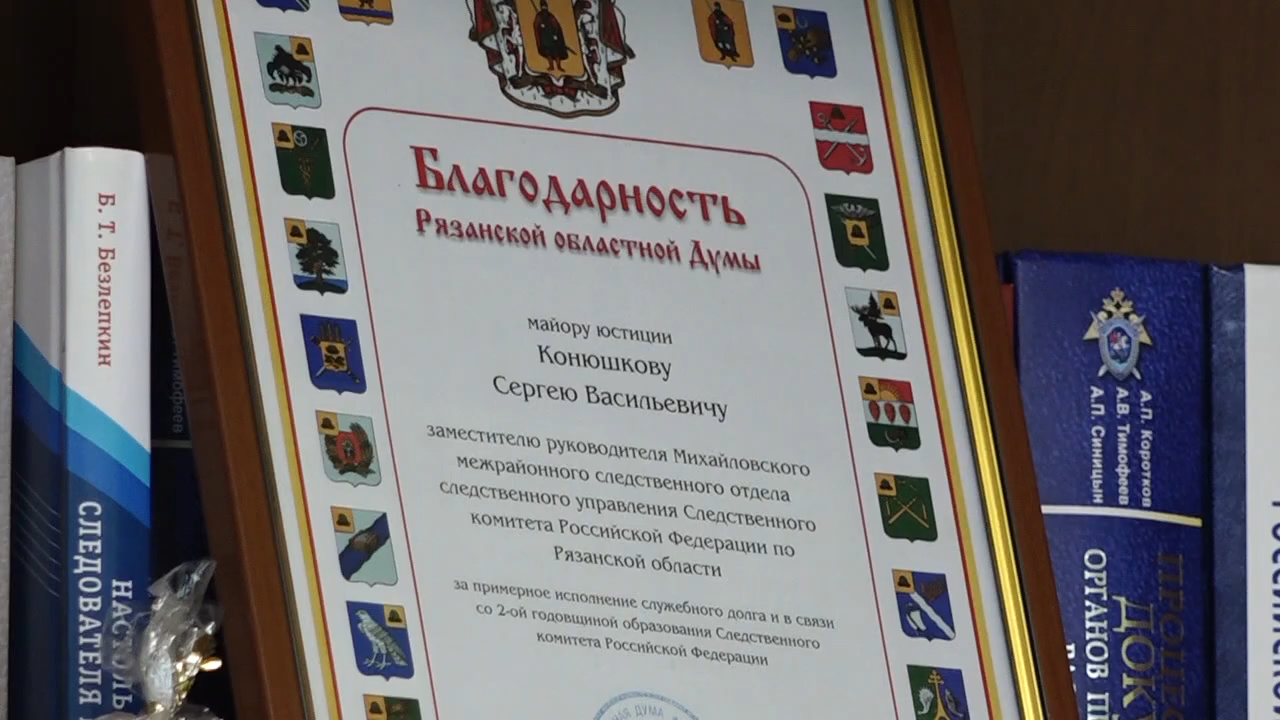 Б. Т. Безлепкин
СЛЕДОВАТЕЛЯ
Благодарность
Рязанской областной Думы
майору юстиции
Конюшкову
Сергею Васильевичу
заместителю руководителя Михайловского
межрайонного следственного отдела
следственного управления Следственного
комитета Российской Федерации по
Рязанской области
за примерное исполнение служебного долга и в связи
со 2-ой годовщиной образования Следственного
комитета Российской Федерации
ДУМА
А.П. Коротков
А.В. Тимофеев
А.П. Синицын
ОРГАНОВ